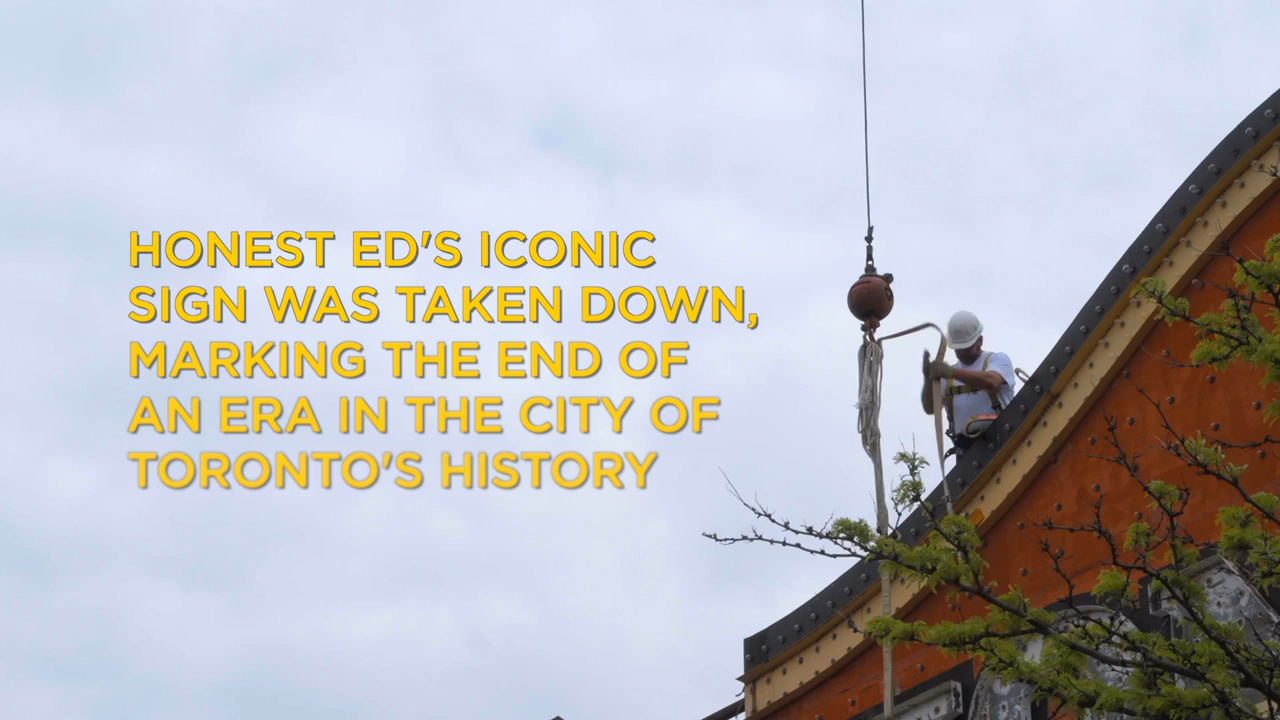 HONEST ED'S ICONIC
SIGN WAS TAKEN DOWN,
MARKING THE END OF
AN ERA IN THE CITY OF
TORONTO'S HISTORY